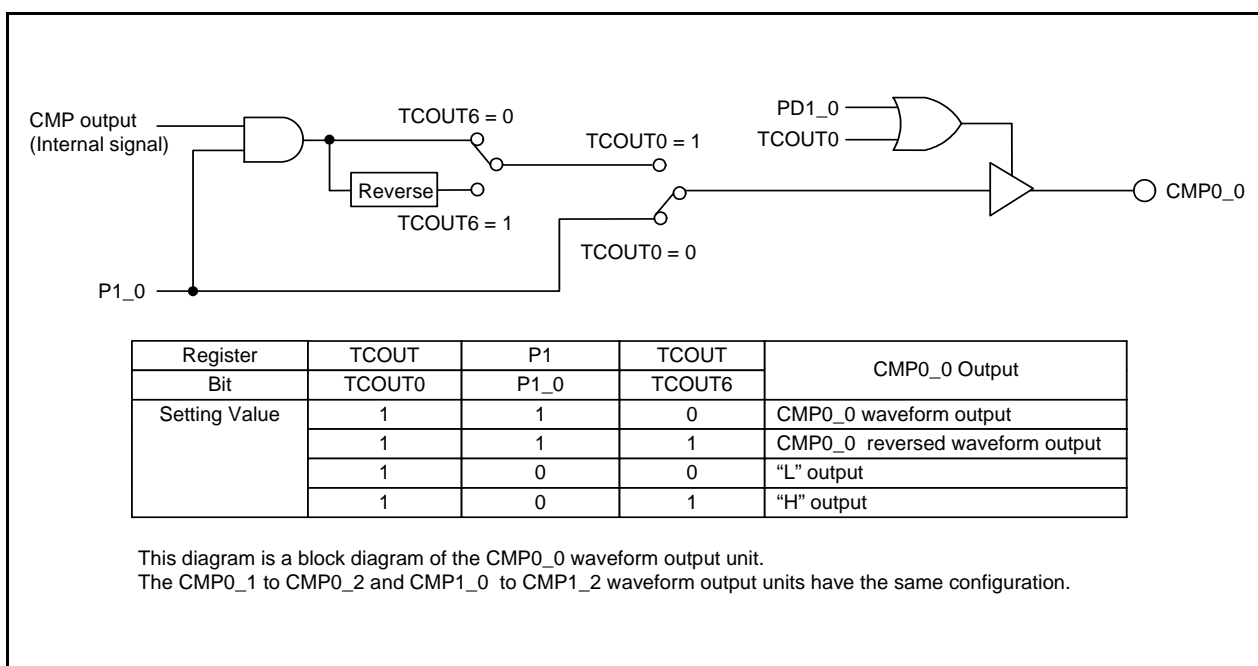 CMP output
(Internal signal)
TCOUT6 = 0
TCOUT0 = 1
PD1_0
TCOUT0
Reverse
CMP0_0
TCOUT6 = 1
TCOUT0 = 0
P1_0
Register TCOUT P1 TCOUT CMP0_0 Output
Bit TCOUT0 P1_0 TCOUT6
Setting Value 1 1 0 CMP0_0 waveform output
1 1 1 CMP0_0 reversed waveform output
1 0 0 “L” output
1 0 1 “H” output
This diagram is a block diagram of the CMP0_0 waveform output unit.
The CMP0_1 to CMP0_2 and CMP1_0 to CMP1_2 waveform output units have the same configuration.